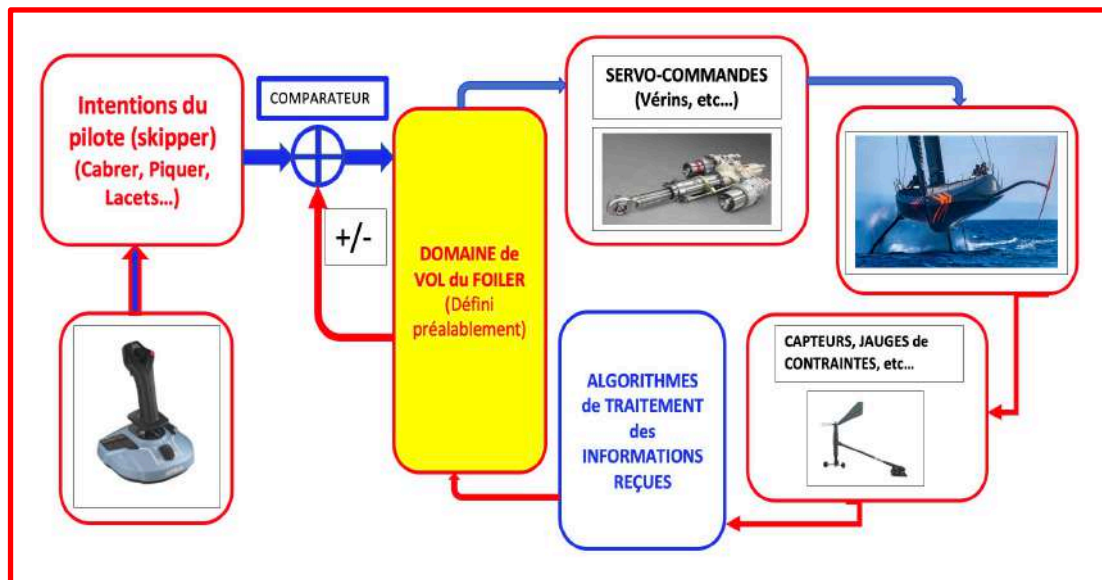 Intentions du
pilote (skipper)
(Cabrer, Piquer,
Lacets...)
COMPARATEUR
+/-
DOMAINE de
VOL du FOILER
(Défini
préalablement)
SERVO-COMMANDES
(Vérins, etc...)
CAPTEURS, JAUGES de
CONTRAINTES, etc...
ALGORITHMES
de TRAITEMENT
des
INFORMATIONS
REÇUES